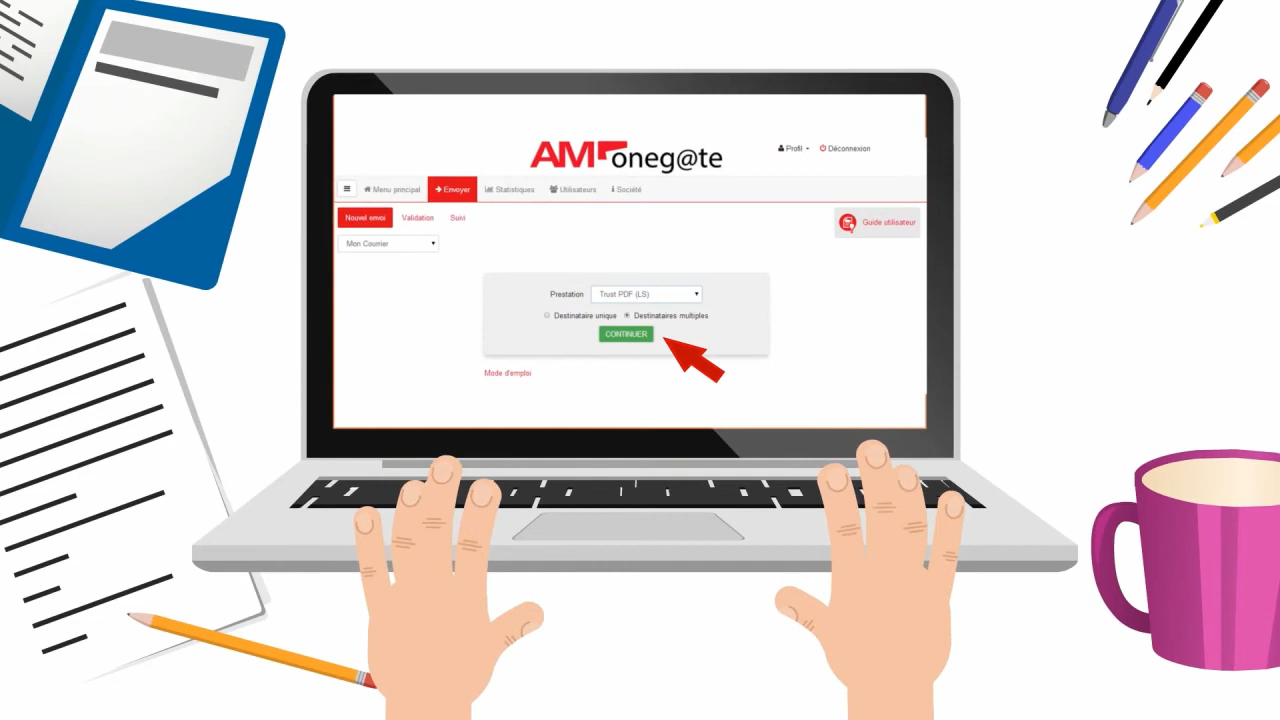 AM oneg@te
Profil
Déconnexion
Menu principal
Envoyer
Statistiques
Utilisateurs
Société
Nouvel envoi
Validation
Suivi
Guide utilisateur
Mon Courrier
Prestation
Trust PDF (LS)
Destinataire unique
Destinataires multiples
CONTINUER
Mode d'emploi